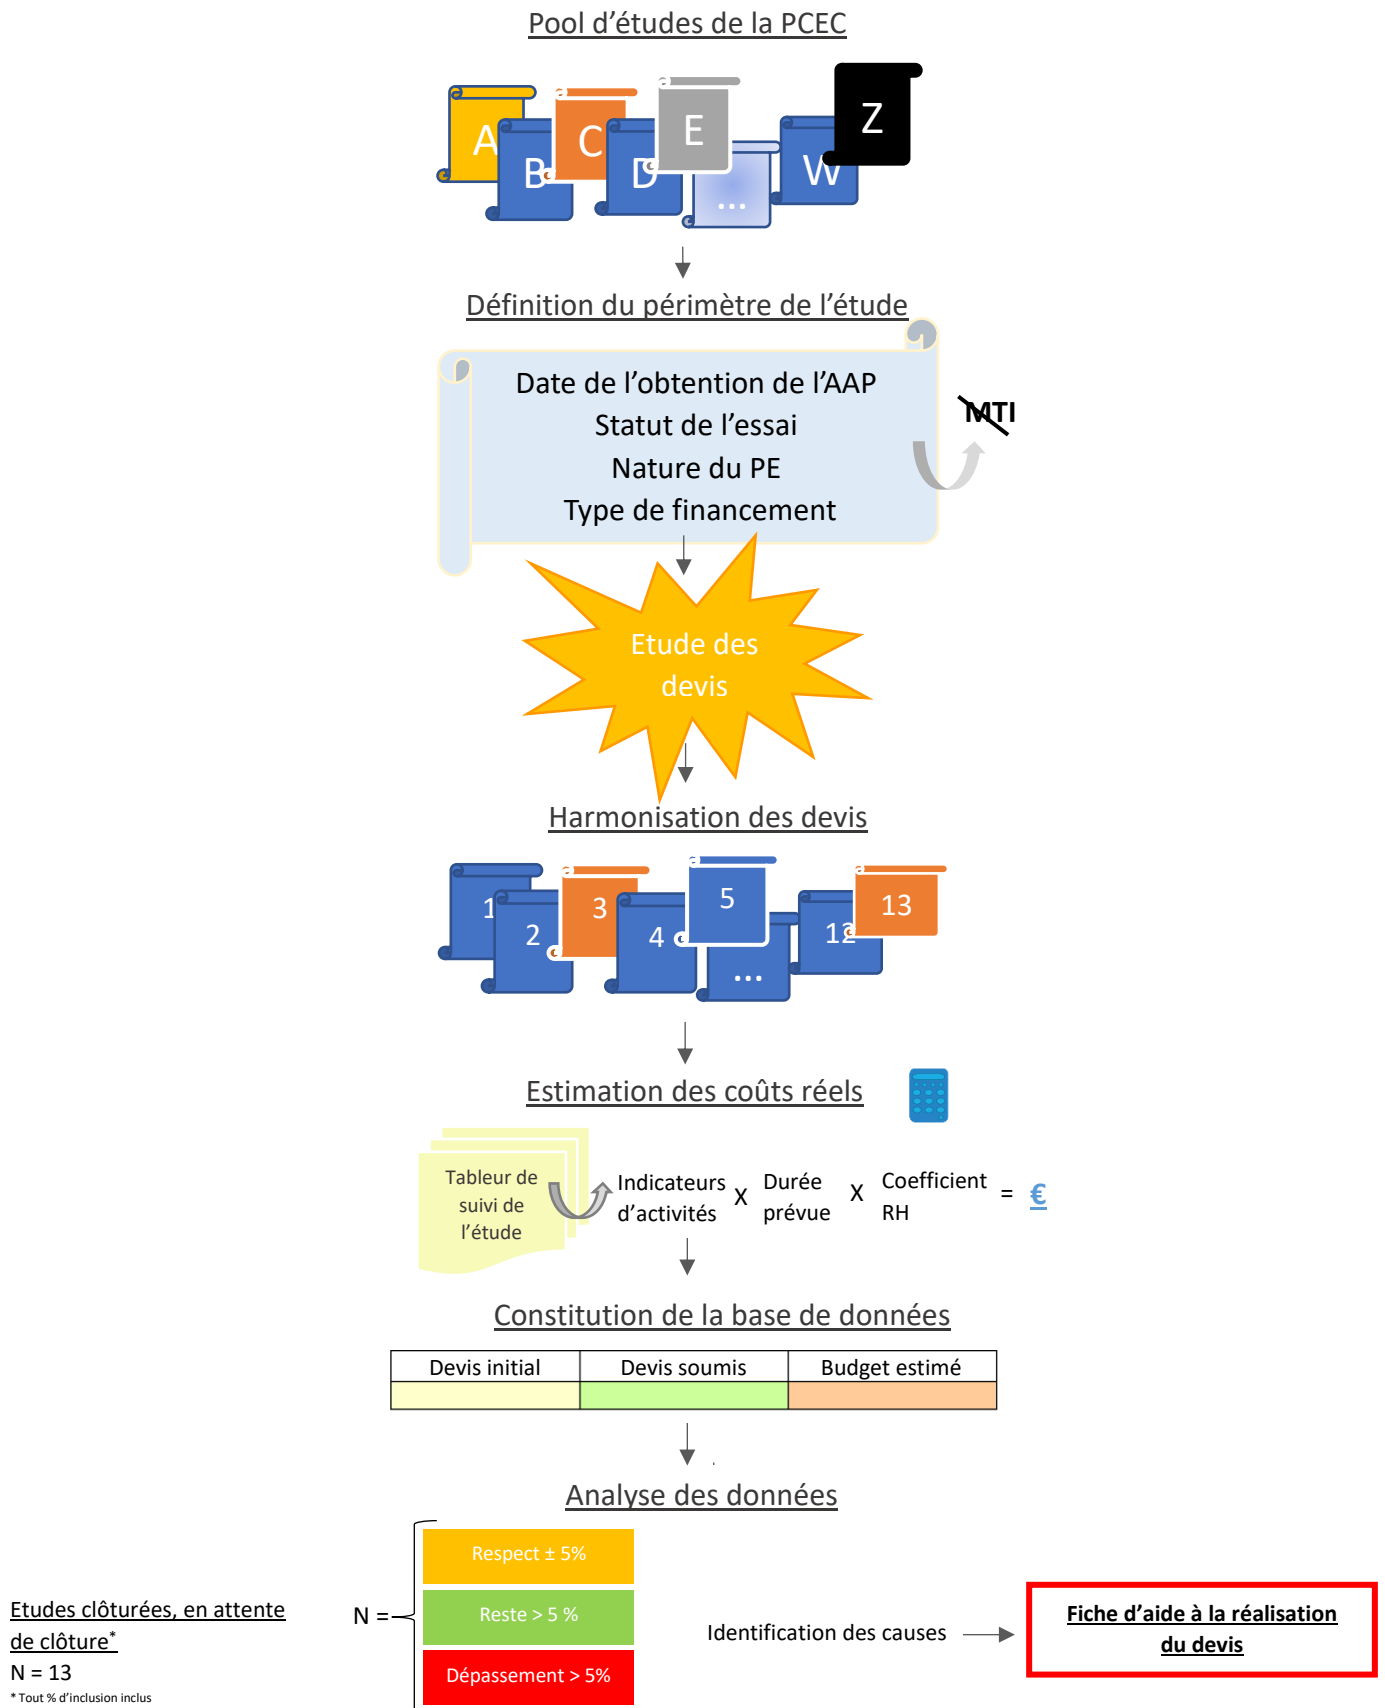 Pool d'études de la PCEC
A
B
C
D
E
...
W
Z
Définition du périmètre de l'étude
Date de l'obtention de l'AAP
Statut de l'essai
Nature du PE
Type de financement
MTI
Etude des
devis
Harmonisation des devis
1
2
3
4
5
...
12
13
Estimation des coûts réels
Tableur de
suivi de
l'étude
Indicateurs
d'activités
X
Durée
prévue
X
Coefficient
RH
= €
Constitution de la base de données
Devis initial Devis soumis Budget estimé
Analyse des données
Etudes clôturées, en attente
de clôture*
N = 13
* Tout % d'inclusion inclus
N =
Respect ± 5%
Reste > 5 %
Dépassement > 5%
Identification des causes
Fiche d'aide à la réalisation
du devis